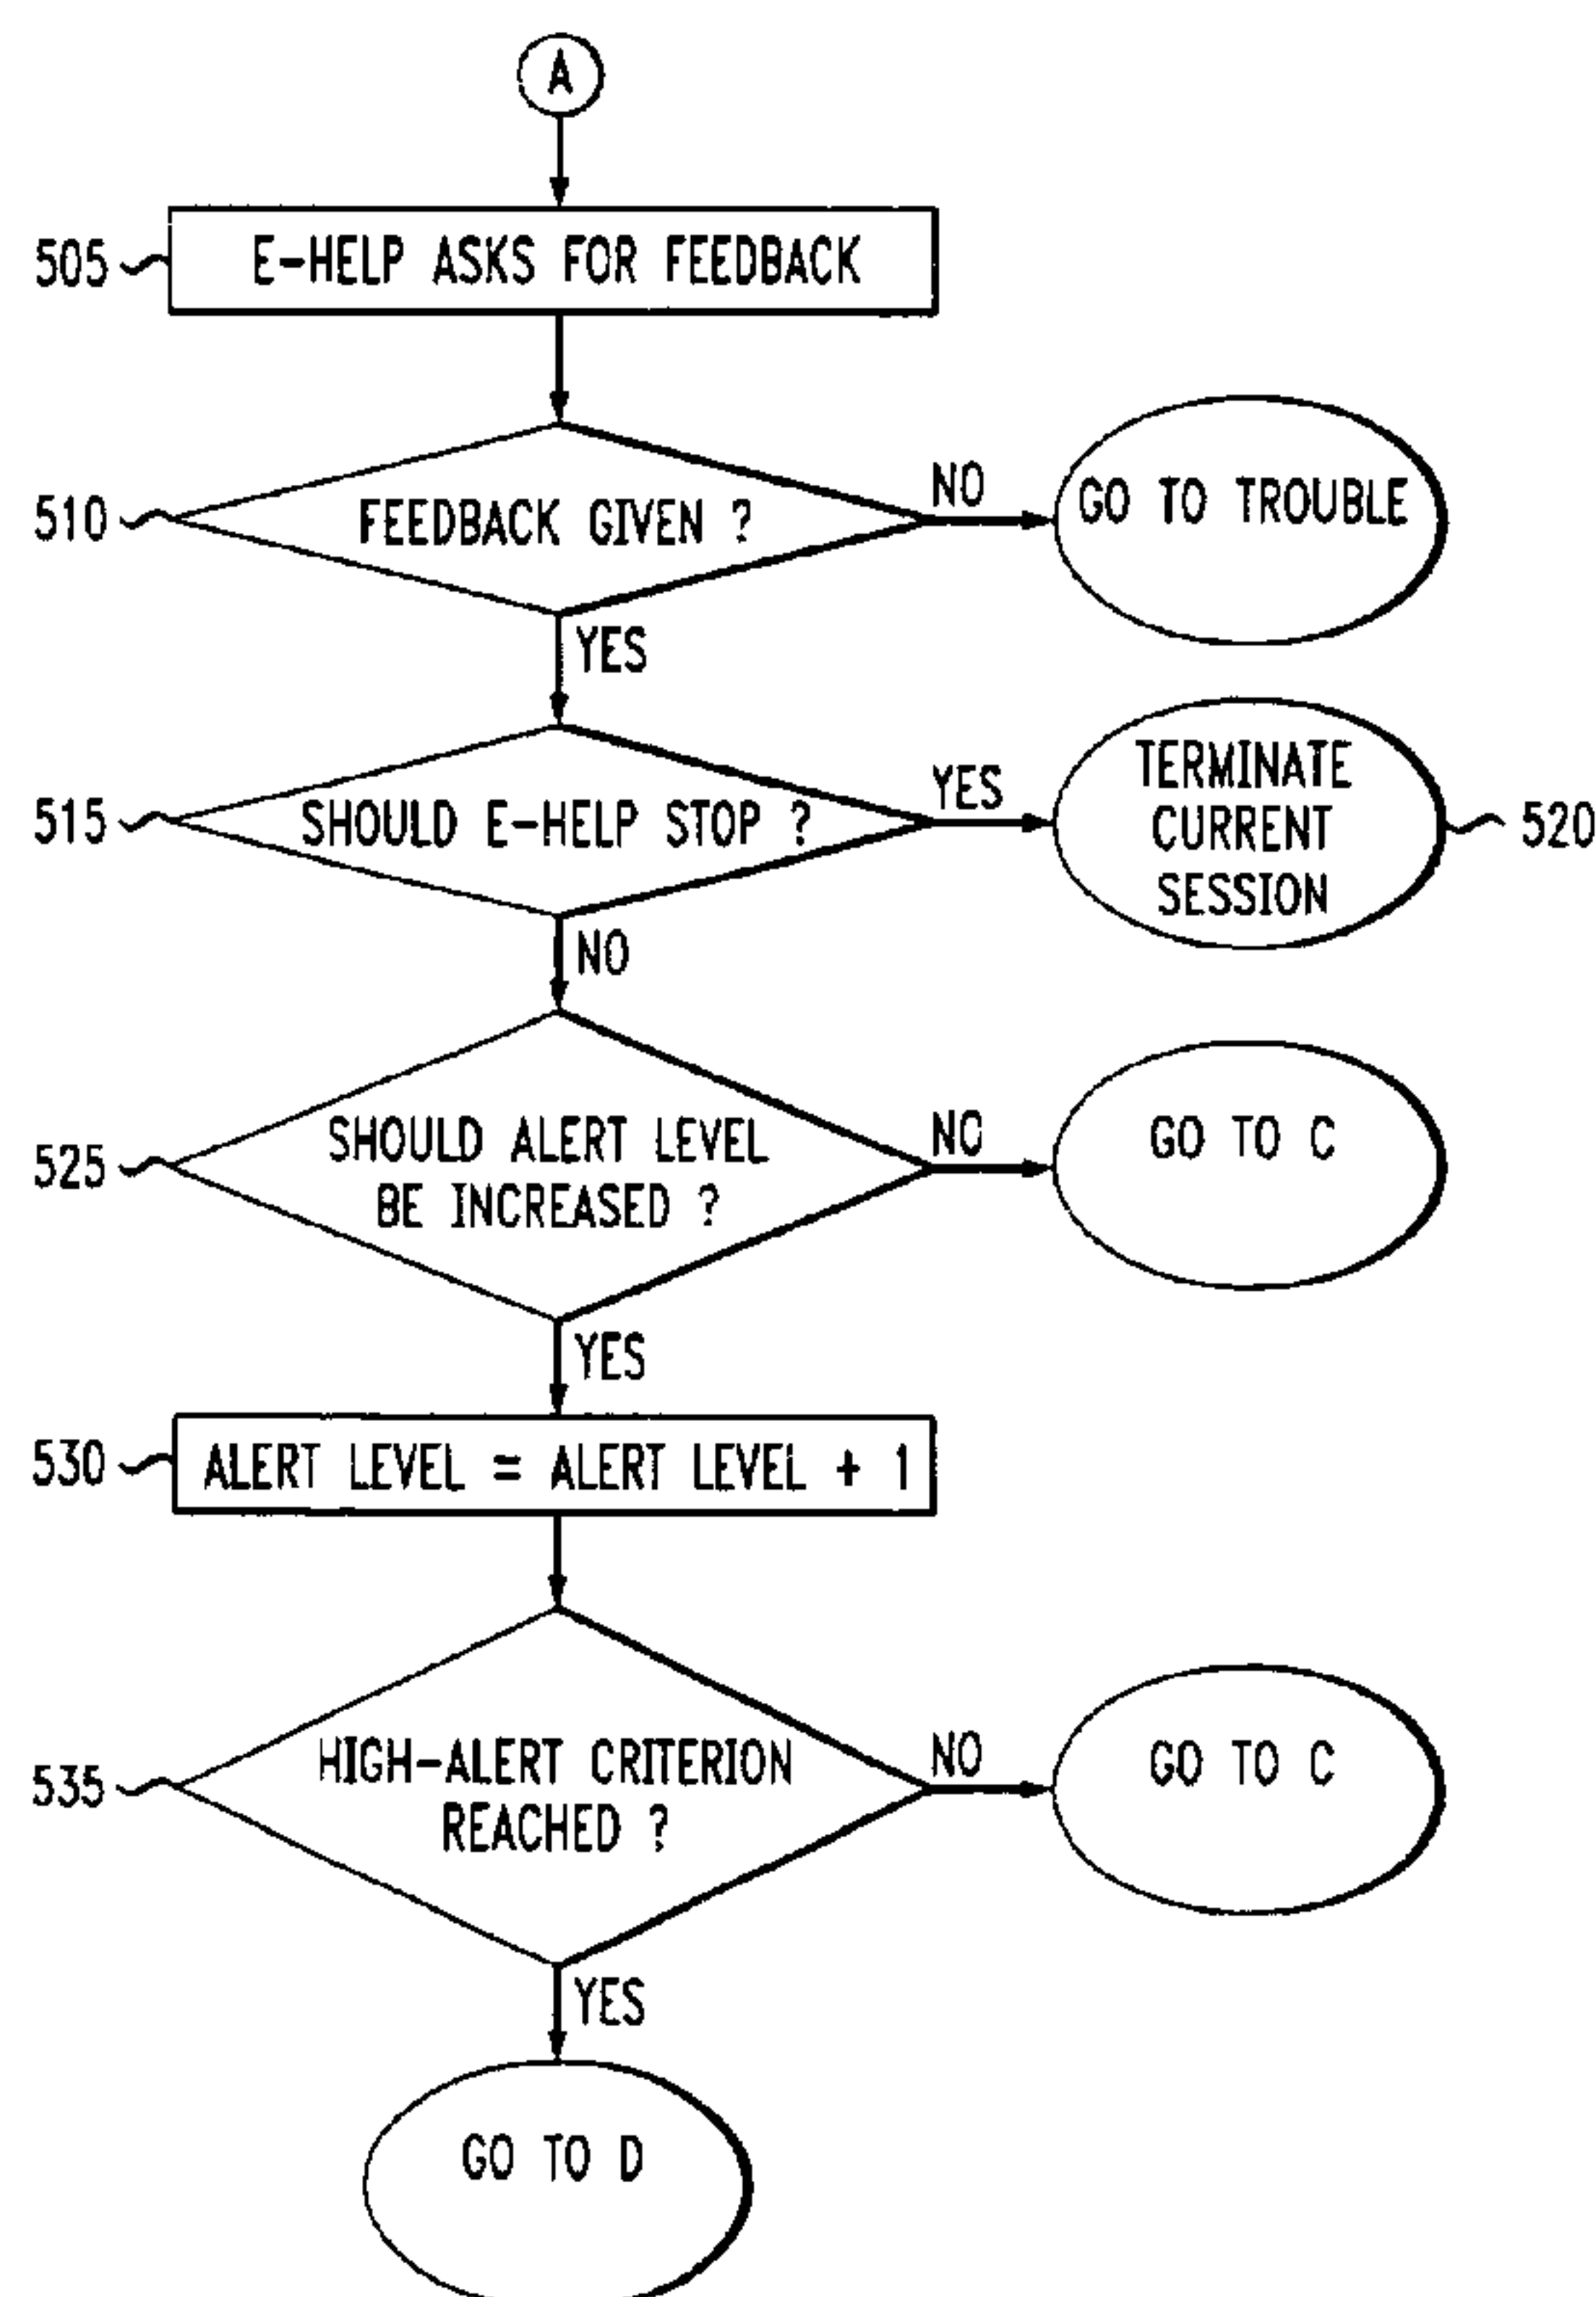 A
505
E-HELP ASKS FOR FEEDBACK
510
FEEDBACK GIVEN ?
NO
GO TO TROUBLE
YES
515
SHOULD E-HELP STOP ?
YES
TERMINATE
CURRENT
SESSION
520
NO
525
SHOULD ALERT LEVEL
BE INCREASED ?
NO
GO TO C
YES
530
ALERT LEVEL = ALERT LEVEL + 1
535
HIGH-ALERT CRITERION
REACHED ?
NO
GO TO C
YES
GO TO D